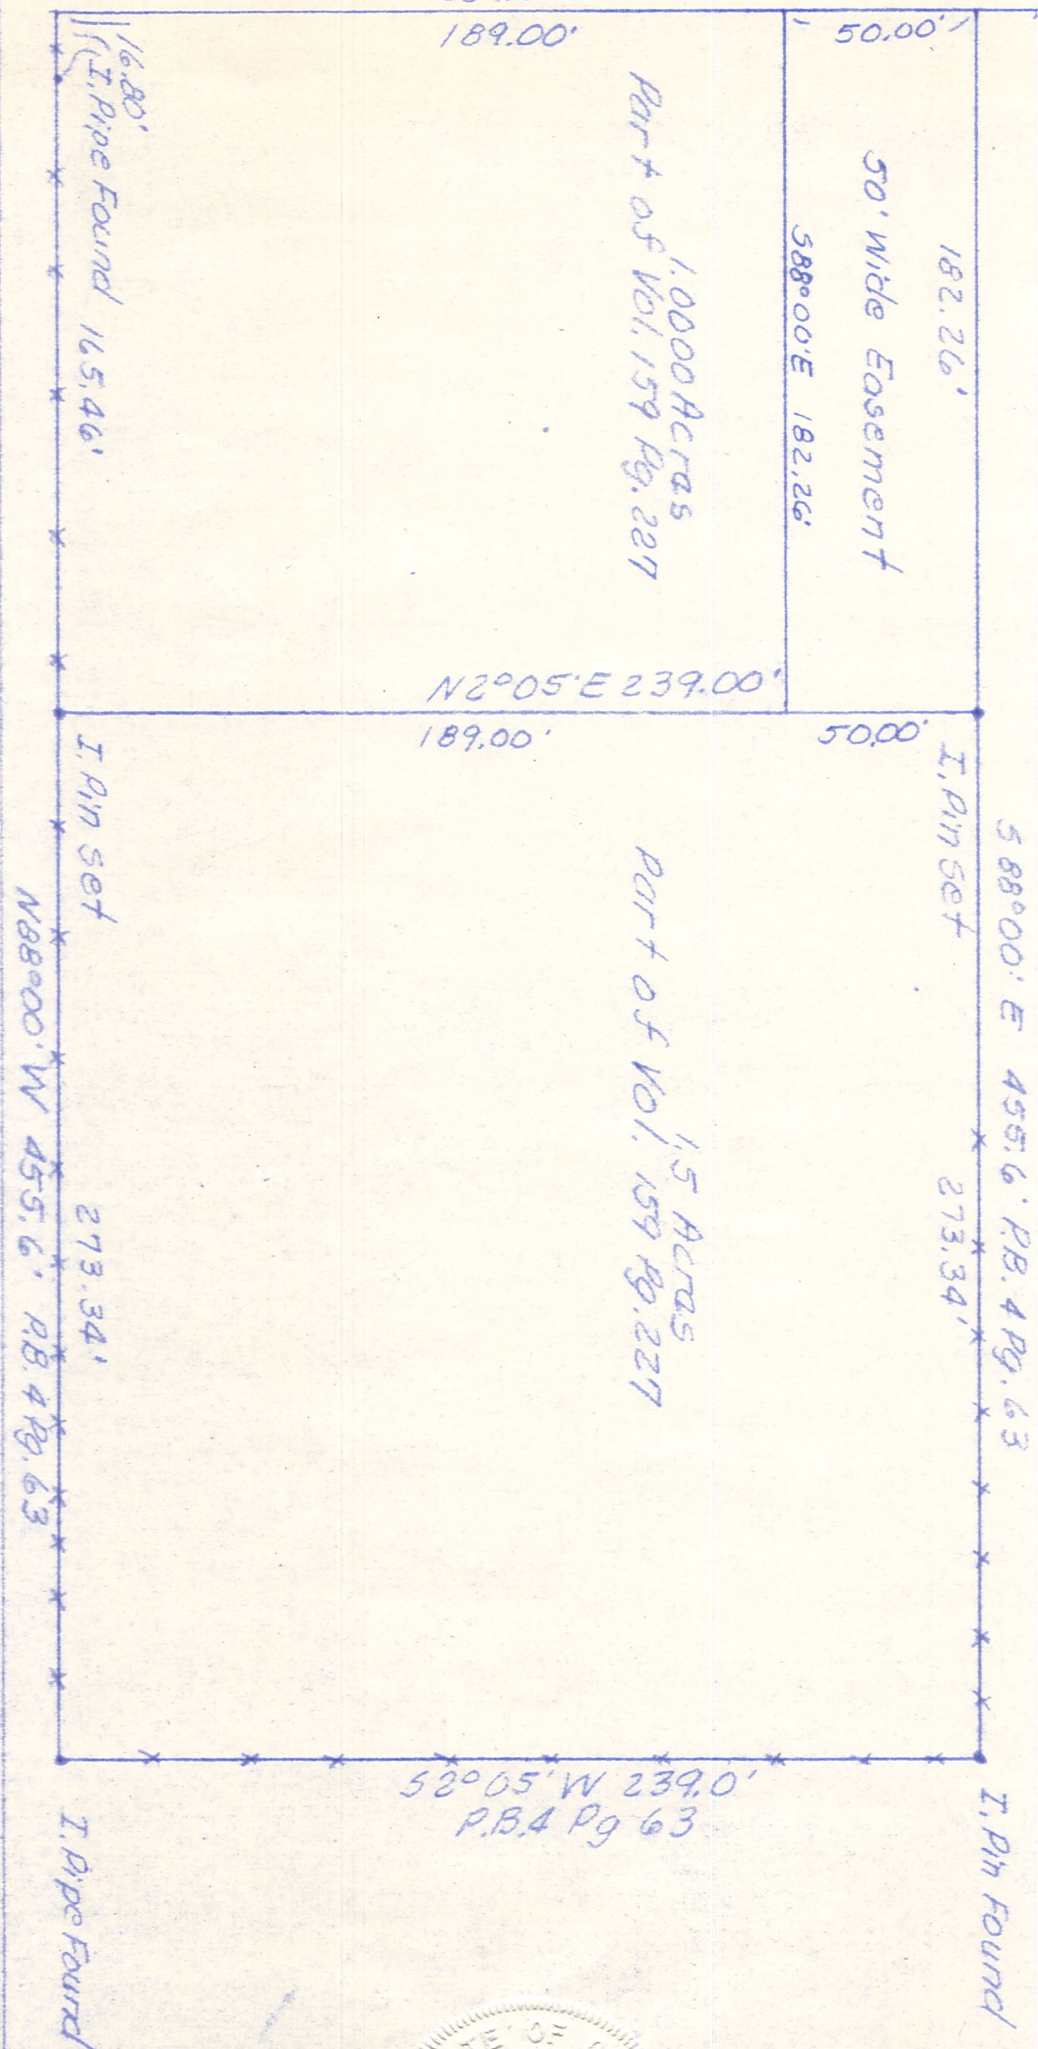 189.00'
50.00'
16.80'
I. Pipe Found 165.46'
1.0000 Acres
Part of Vol. 159 Pg. 227
S88°00'E 182.26'
50' Wide Easement
182.26'
N2°05'E 239.00'
189.00'
50.00'
I. Pin Set
I. Pin Set
S 88°00' E 455.6' P.B. 4 Pg. 63
273.34'
1.5 Acres
Part of Vol. 159 Pg. 227
273.34'
N88°00'W 455.6' P.B. 4 Pg. 63
S2°05'W 239.0'
P.B.4 Pg 63
I. Pin Found
I. Pipe Found
TE OF